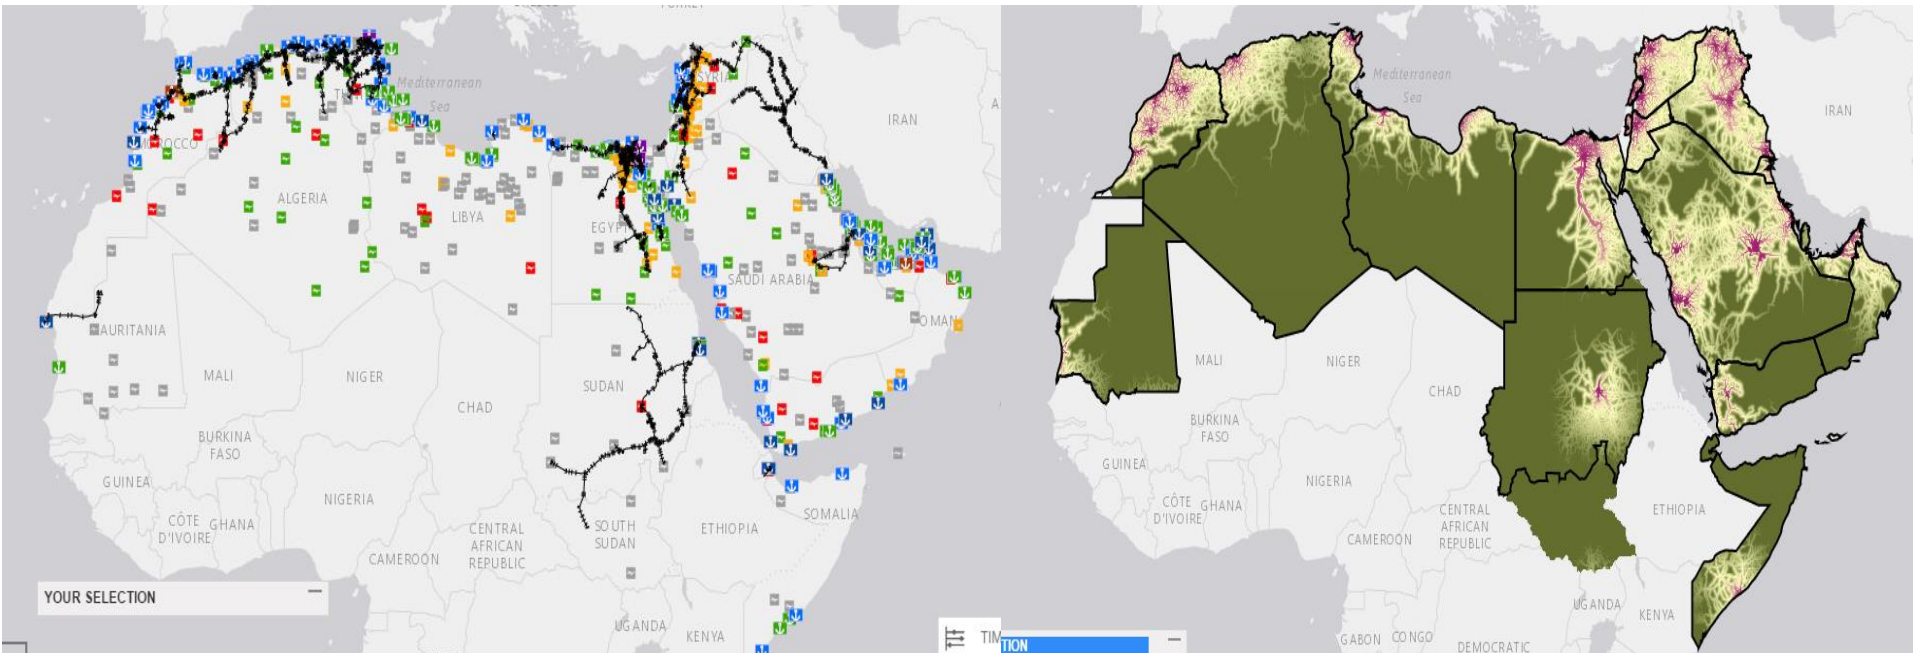 Mediterranean
Sea
SYRIA
IRAN
MOROCCO
ALGERIA
LIBYA
EGYPT
SAUDI ARABIA
OMAN
AURITANIA
MALI
NIGER
CHAD
SUDAN
BURKINA
FASO
GUINEA
CÔTE
D'IVOIRE
GHANA
NIGERIA
CAMEROON
CENTRAL
AFRICAN
REPUBLIC
SOUTH
SUDAN
ETHIOPIA
SOMALIA
UGANDA
KENYA
YOUR SELECTION
TIM
Mediterranean
Sea
IRAN
MALI
NIGER
CHAD
BURKINA
FASO
GUINEA
CÔTE
D'IVOIRE
GHANA
NIGERIA
CAMEROON
CENTRAL
AFRICAN
REPUBLIC
ETHIOPIA
UGANDA
KENYA
GABON
CONGO
DEMOCRATIC
TION